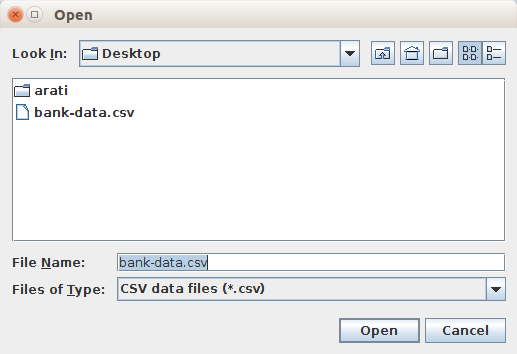 Open
Look In: Desktop
arati
bank-data.csv
File Name: bank-data.csv
Files of Type: CSV data files (*.csv)
Open Cancel